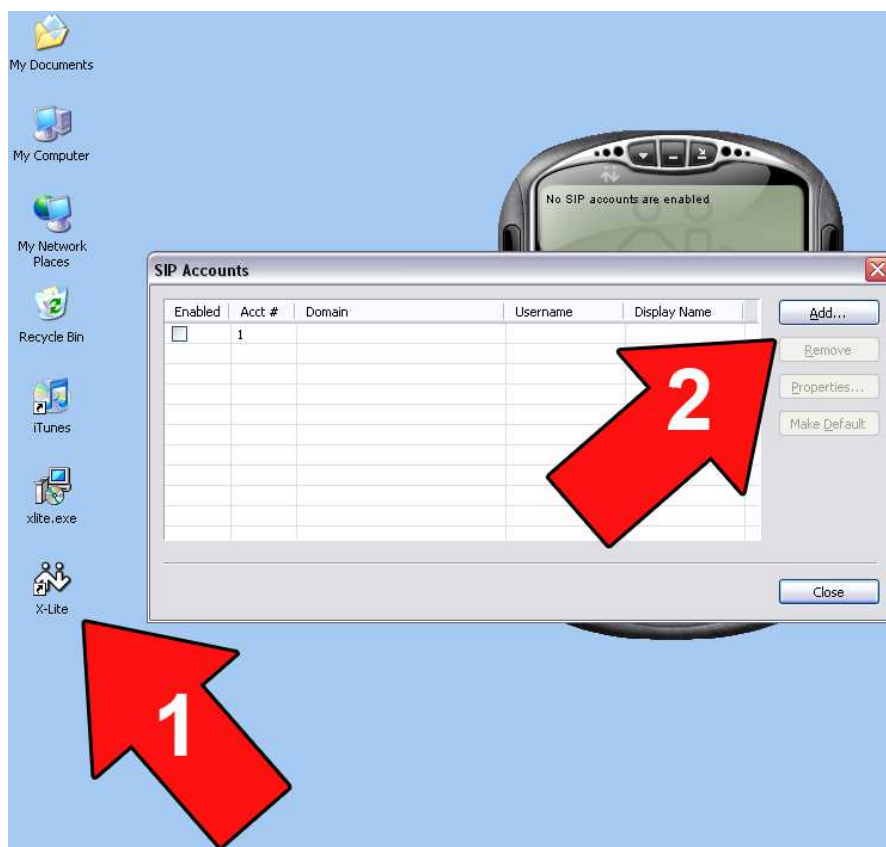 My Documents
My Computer
My Network
Places
Recycle Bin
iTunes
xlite.exe
X-Lite
No SIP accounts are enabled
SIP Accounts
Enabled Acct # Domain Username Display Name
1
Add...
Remove
Properties...
Make Default
Close
2
1